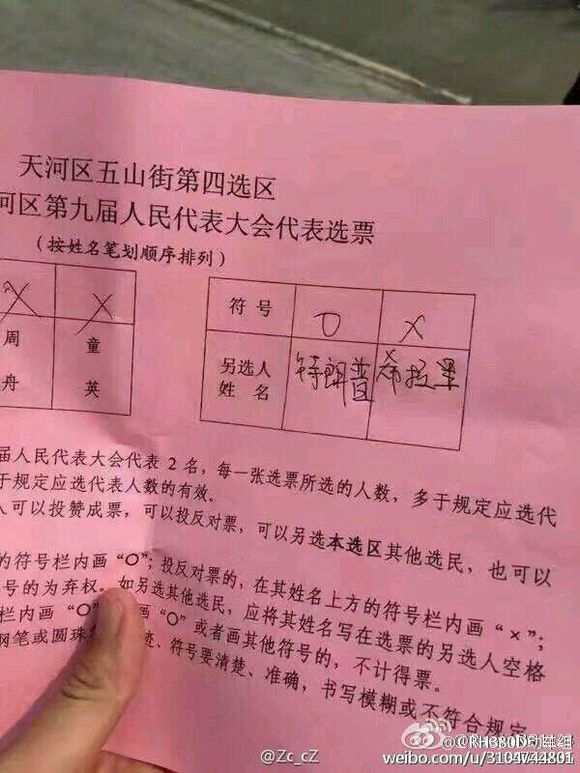 天河区五山街第四选区
河区第九届人民代表大会代表选票
(按姓名笔划顺序排列)
X X
周 童
舟 英
符号 O X
另选人
姓名 特朗普 希拉里
届人民代表大会代表 2 名，每一张选票所选的人数，多于规定应选代
于规定应选代表人数的有效。
人可以投赞成票，可以投反对票，可以另选本选区其他选民，也可以
的符号栏内画“O”；投反对票的，在其姓名上方的符号栏内画“×”；
号的为弃权。如另选其他选民，应将其姓名写在选票的另选人空格
栏内画“O” 画“O”或者画其他符号的，不计得票。
钢笔或圆珠 迹、符号要清楚、准确，书写模糊或不符合规定
@Zc_cZ
@CRH380D动车组
weibo.com/u/3104744801